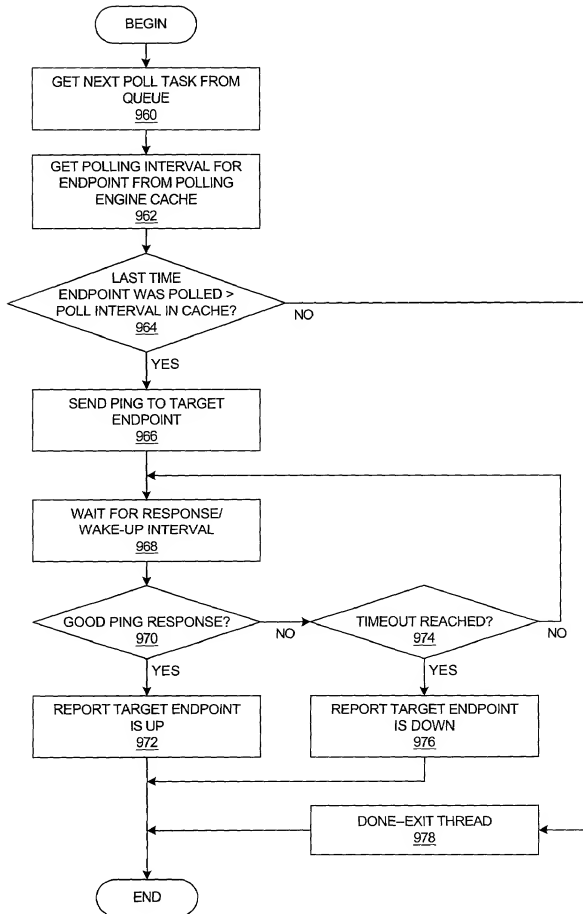 BEGIN
GET NEXT POLL TASK FROM
QUEUE
960
GET POLLING INTERVAL FOR
ENDPOINT FROM POLLING
ENGINE CACHE
962
LAST TIME
ENDPOINT WAS POLLED >
POLL INTERVAL IN CACHE?
964
NO
YES
SEND PING TO TARGET
ENDPOINT
966
WAIT FOR RESPONSE/
WAKE-UP INTERVAL
968
GOOD PING RESPONSE?
970
NO
TIMEOUT REACHED?
974
NO
YES
YES
REPORT TARGET ENDPOINT
IS UP
972
REPORT TARGET ENDPOINT
IS DOWN
976
DONE–EXIT THREAD
978
END